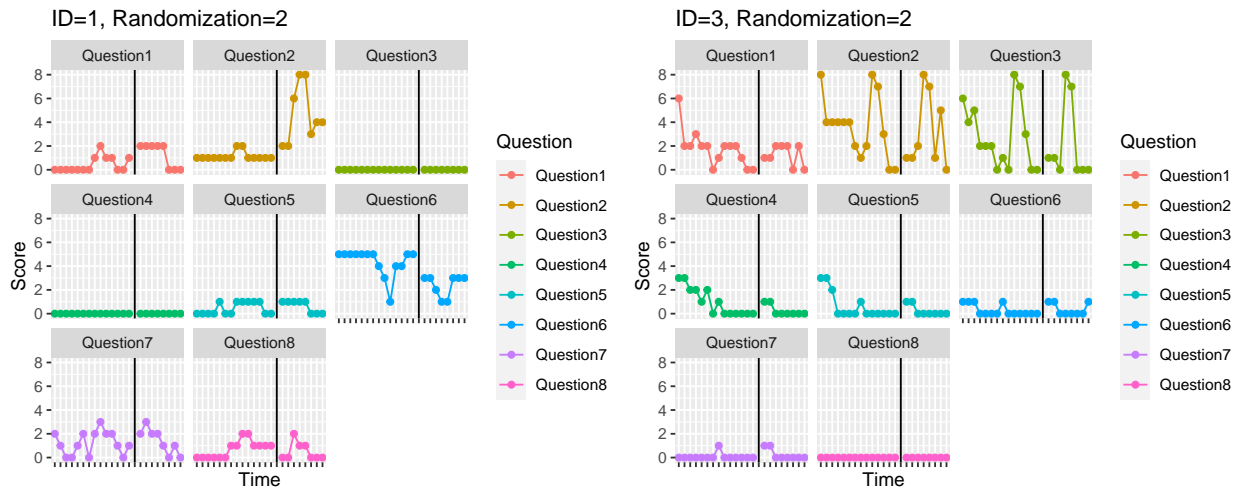 ID=1, Randomization=2
Question1 Question2 Question3
8
6
4
2
0
Question4 Question5 Question6
8
6
4
2
0
Question7 Question8
8
6
4
2
0
Score
Time
Question
Question1
Question2
Question3
Question4
Question5
Question6
Question7
Question8
ID=3, Randomization=2
Question1 Question2 Question3
8
6
4
2
0
Question4 Question5 Question6
8
6
4
2
0
Question7 Question8
8
6
4
2
0
Score
Time
Question
Question1
Question2
Question3
Question4
Question5
Question6
Question7
Question8